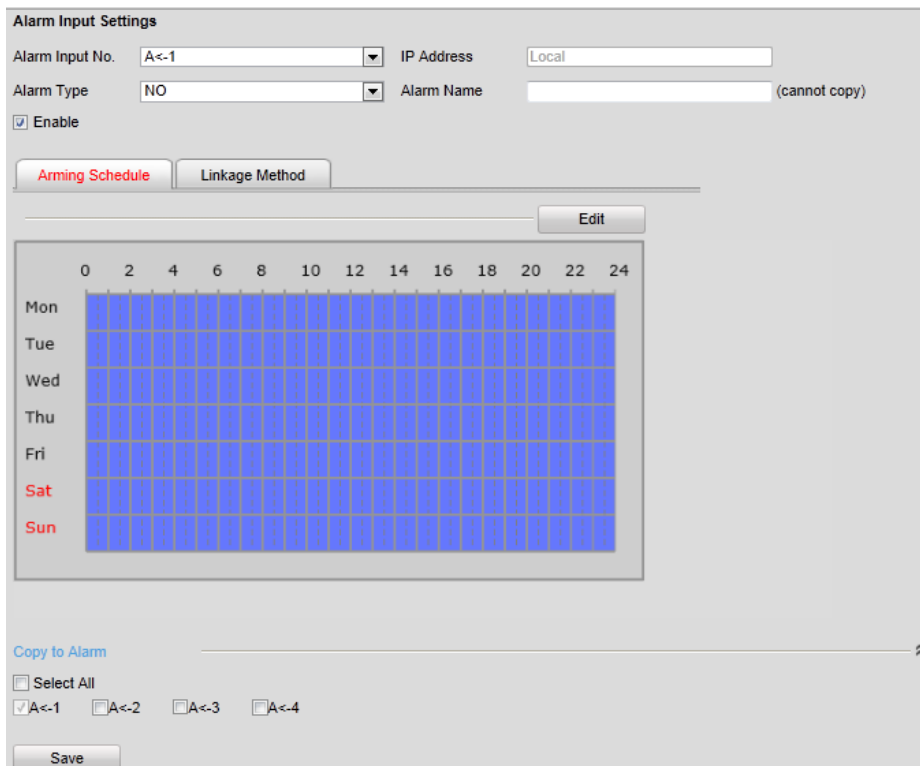 Alarm Input Settings
Alarm Input No. A<-1 IP Address Local
Alarm Type NO Alarm Name (cannot copy)
Enable
Arming Schedule Linkage Method
Edit
0 2 4 6 8 10 12 14 16 18 20 22 24
Mon
Tue
Wed
Thu
Fri
Sat
Sun
Copy to Alarm
Select All
A<-1 A<-2 A<-3 A<-4
Save